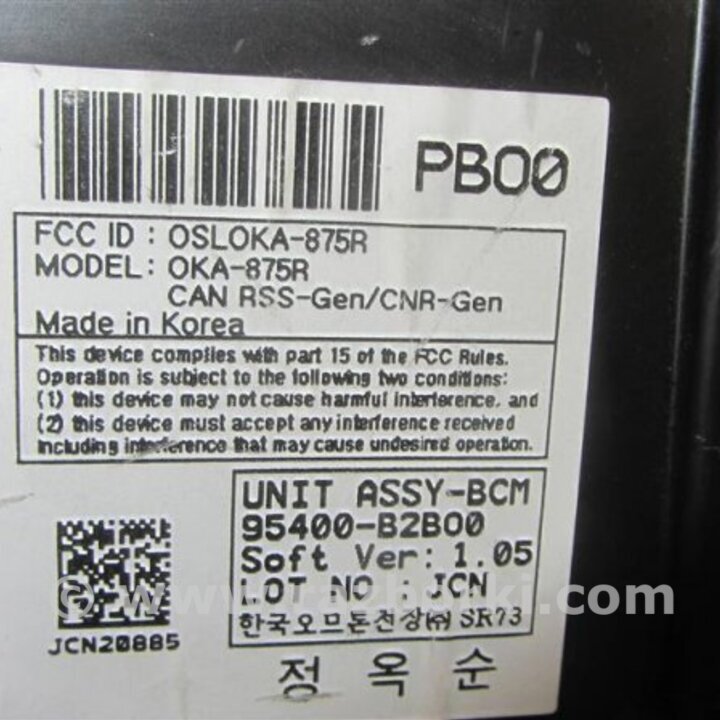 PB00
FCC ID : OSLOKA-875R
MODEL: OKA-875R
CAN RSS-Gen/CNR-Gen
Made in Korea
This device complies with part 15 of the FCC Rules.
Operation is subject to the following two conditions:
(1) this device may not cause harmful interference, and
(2) this device must accept any interference received
including interference that may cause undesired operation.
UNIT ASSY-BCM
95400-B2B00
Soft Ver: 1.05
LOT NO : JCN
한국오므론전장㈜ SR73
JCN20885
정 옥 순
© www.razborki.com